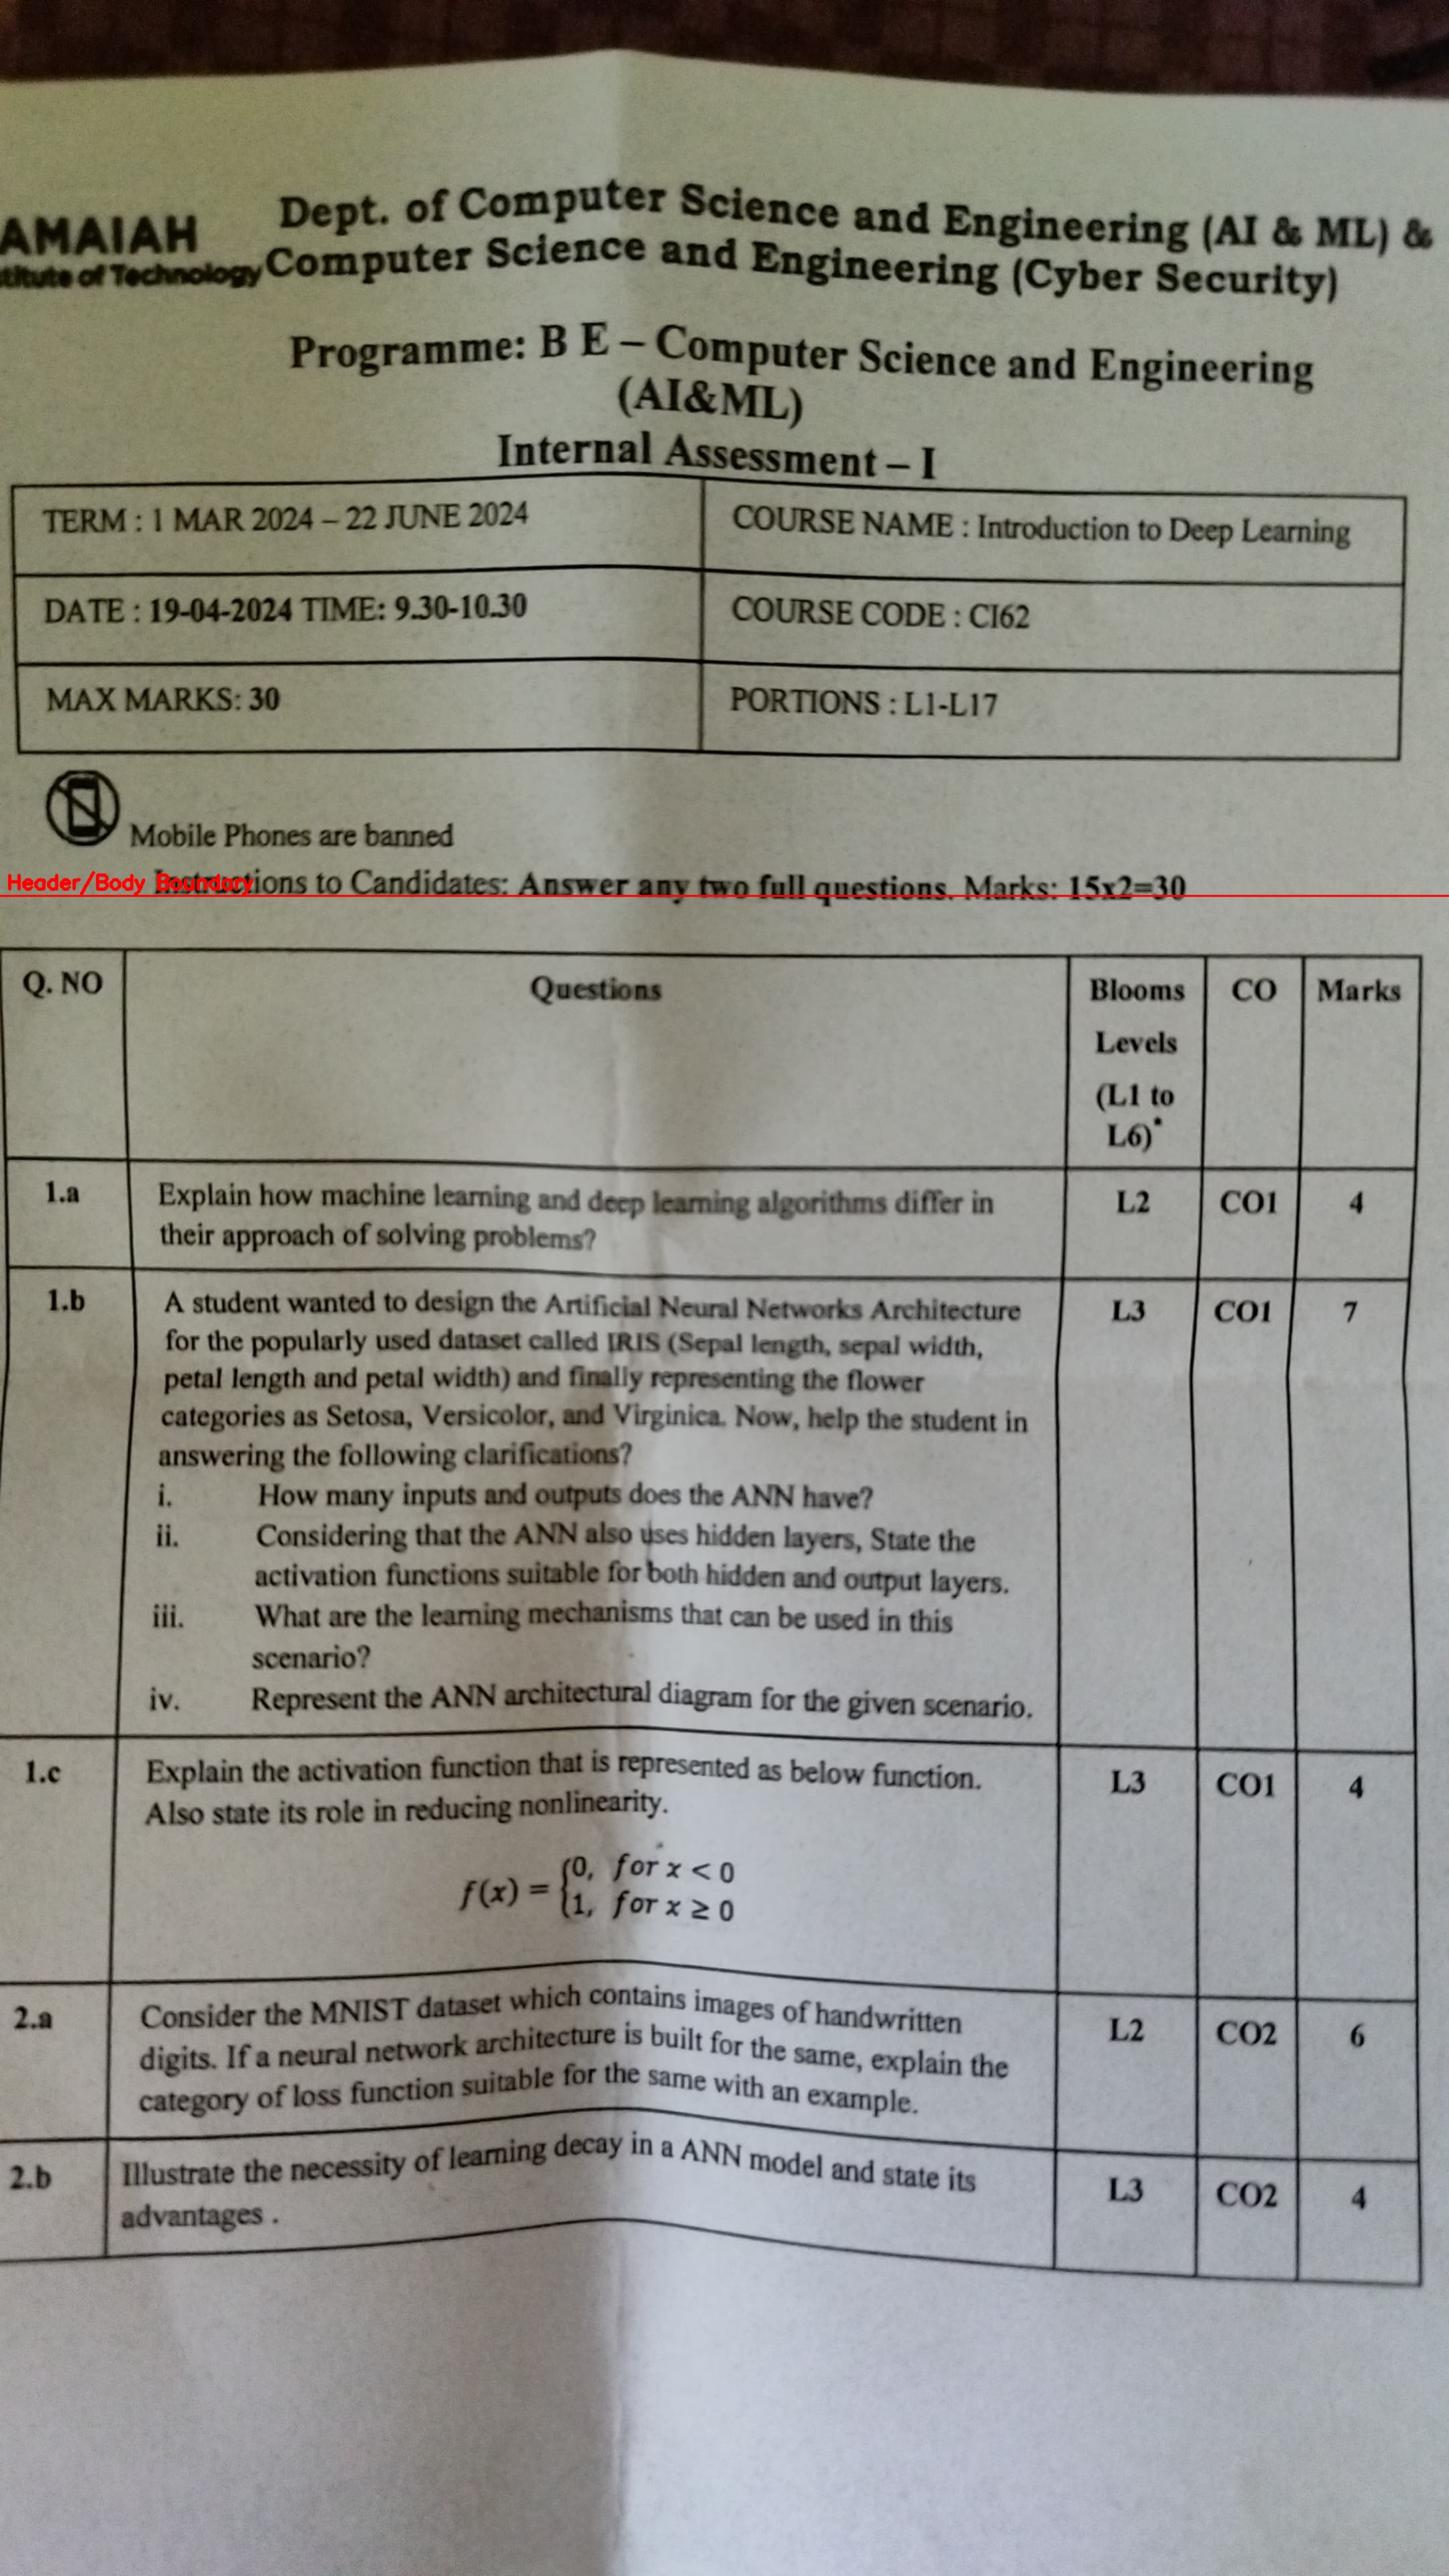 AMAIAH
titute of Technology
Dept. of Computer Science and Engineering (AI & ML) &
Computer Science and Engineering (Cyber Security)
Programme: B E – Computer Science and Engineering
(AI&ML)
Internal Assessment – I
TERM : 1 MAR 2024 – 22 JUNE 2024 COURSE NAME : Introduction to Deep Learning
DATE : 19-04-2024 TIME: 9.30-10.30 COURSE CODE : CI62
MAX MARKS: 30 PORTIONS : L1-L17
Mobile Phones are banned
Header/Body Boundary
Instructions to Candidates: Answer any two full questions. Marks: 15x2=30
Q. NO Questions Blooms CO Marks
Levels
(L1 to
L6)*
1.a Explain how machine learning and deep learning algorithms differ in L2 CO1 4
their approach of solving problems?
1.b A student wanted to design the Artificial Neural Networks Architecture L3 CO1 7
for the popularly used dataset called IRIS (Sepal length, sepal width,
petal length and petal width) and finally representing the flower
categories as Setosa, Versicolor, and Virginica. Now, help the student in
answering the following clarifications?
i. How many inputs and outputs does the ANN have?
ii. Considering that the ANN also uses hidden layers, State the
activation functions suitable for both hidden and output layers.
iii. What are the learning mechanisms that can be used in this
scenario?
iv. Represent the ANN architectural diagram for the given scenario.
1.c Explain the activation function that is represented as below function. L3 CO1 4
Also state its role in reducing nonlinearity.
f(x) = {0, for x < 0
1, for x ≥ 0
2.a Consider the MNIST dataset which contains images of handwritten L2 CO2 6
digits. If a neural network architecture is built for the same, explain the
category of loss function suitable for the same with an example.
2.b Illustrate the necessity of learning decay in a ANN model and state its L3 CO2 4
advantages .